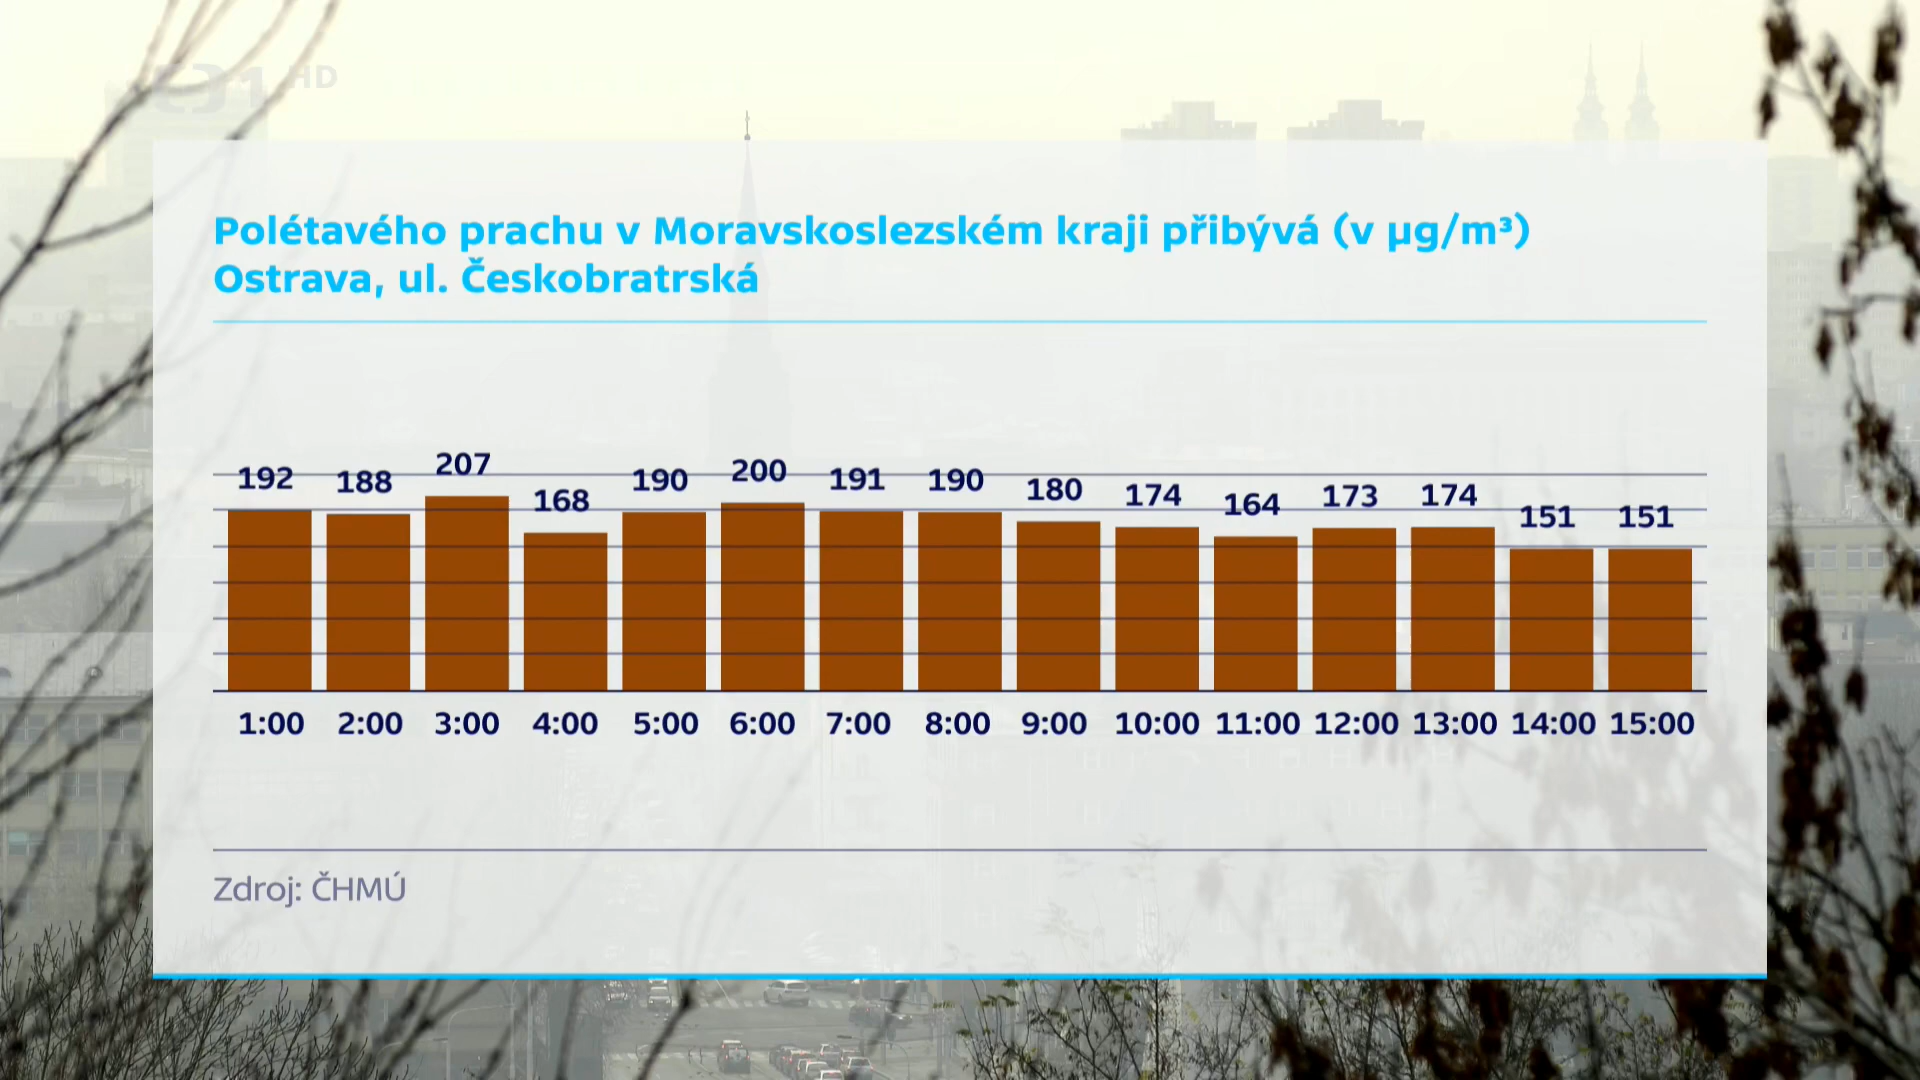 ČT1 HD
Polétavého prachu v Moravskoslezském kraji přibývá (v µg/m³)
Ostrava, ul. Českobratrská
192 188 207 168 190 200 191 190 180 174 164 173 174 151 151
1:00 2:00 3:00 4:00 5:00 6:00 7:00 8:00 9:00 10:00 11:00 12:00 13:00 14:00 15:00
Zdroj: ČHMÚ